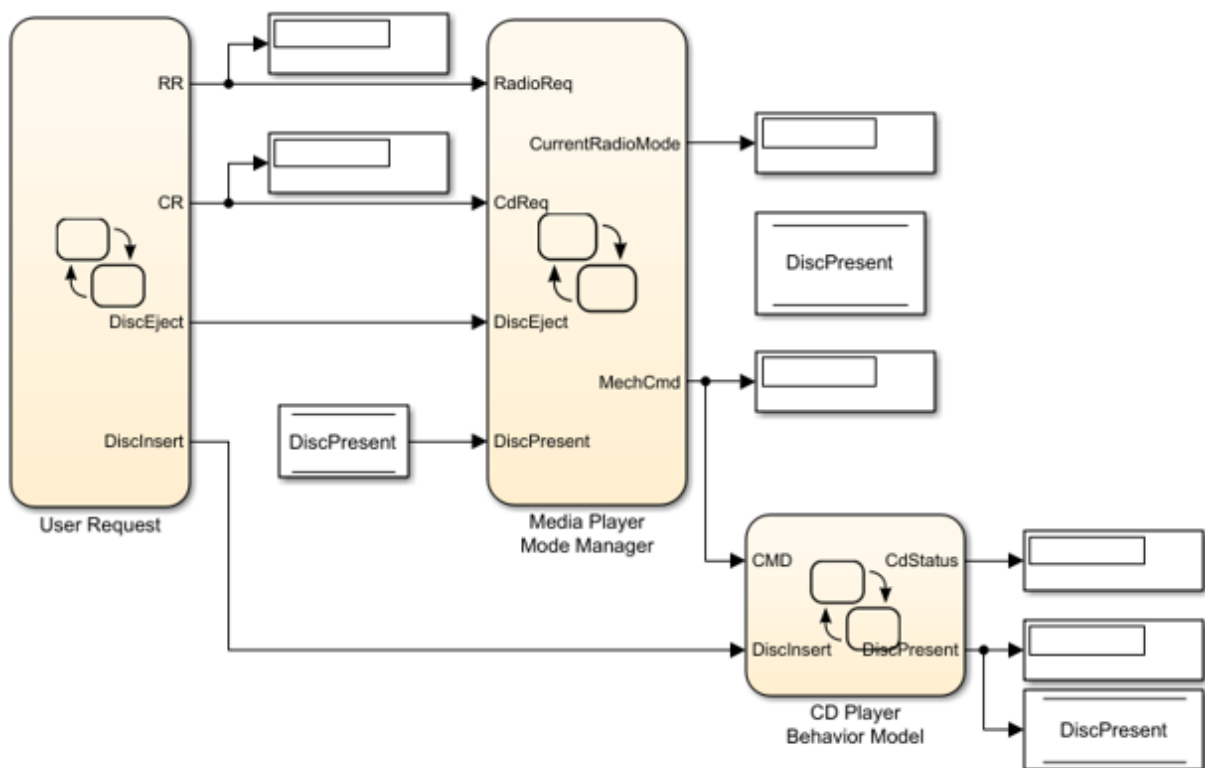 RR
CR
DiscEject
DiscInsert
User Request
DiscPresent
RadioReq
CdReq
DiscEject
DiscPresent
CurrentRadioMode
MechCmd
Media Player
Mode Manager
DiscPresent
CMD
DiscInsert
CdStatus
DiscPresent
CD Player
Behavior Model
DiscPresent